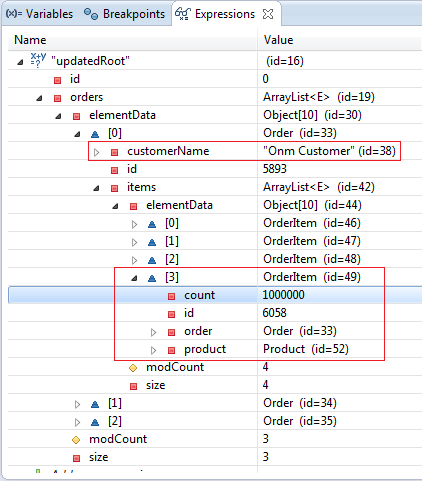 Variables Breakpoints Expressions
Name Value
"updatedRoot" (id=16)
id 0
orders ArrayList<E> (id=19)
elementData Object[10] (id=30)
[0] Order (id=33)
customerName "Onm Customer" (id=38)
id 5893
items ArrayList<E> (id=42)
elementData Object[10] (id=44)
[0] OrderItem (id=46)
[1] OrderItem (id=47)
[2] OrderItem (id=48)
[3] OrderItem (id=49)
count 1000000
id 6058
order Order (id=33)
product Product (id=52)
modCount 4
size 4
[1] Order (id=34)
[2] Order (id=35)
modCount 3
size 3